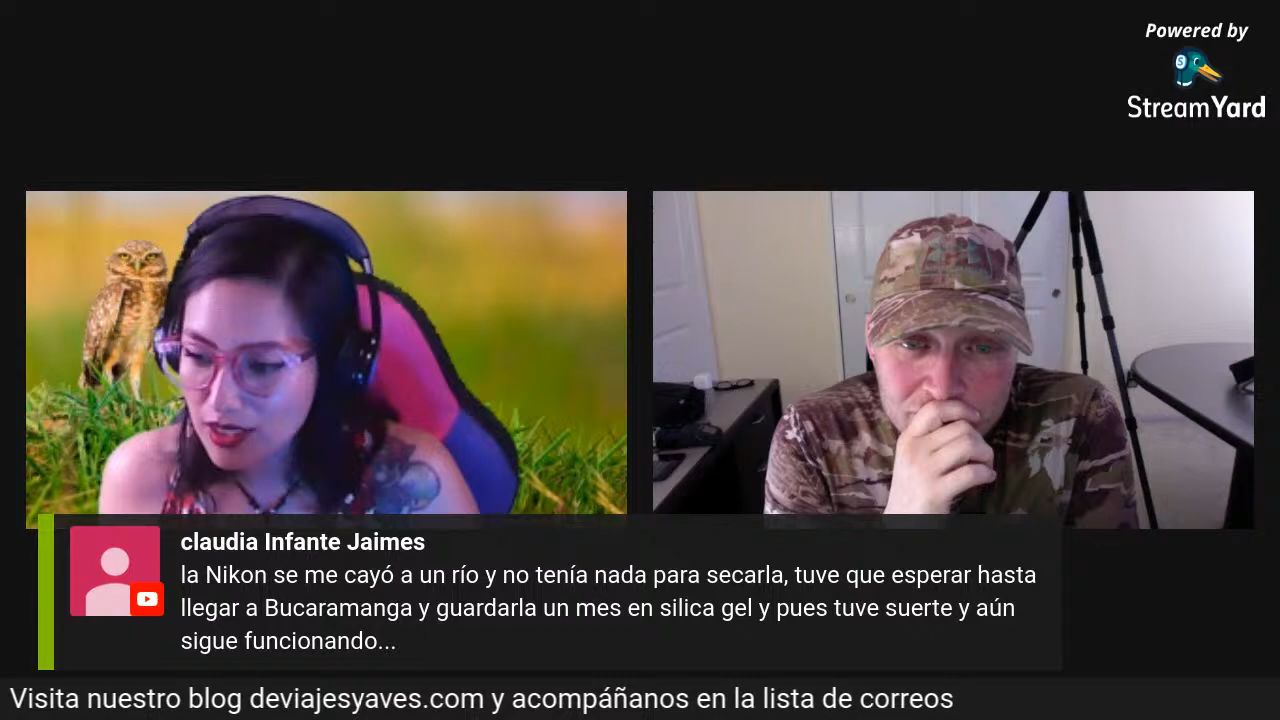 Powered by
StreamYard
claudia Infante Jaimes
la Nikon se me cayó a un río y no tenía nada para secarla, tuve que esperar hasta
llegar a Bucaramanga y guardarla un mes en silica gel y pues tuve suerte y aún
sigue funcionando...
Visita nuestro blog deviajesyaves.com y acompáñanos en la lista de correos